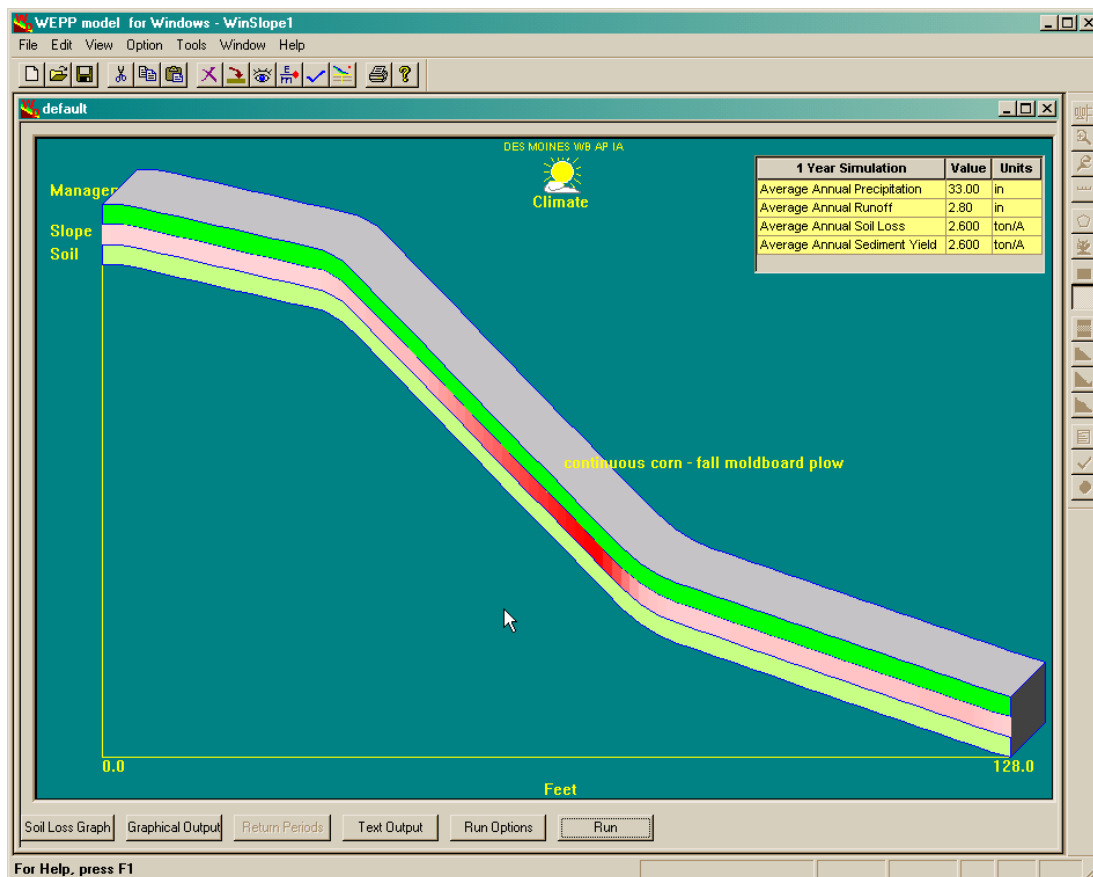 WEPP model for Windows - WinSlope1
File Edit View Option Tools Window Help
default
DES MOINES WB AP IA
Climate
1 Year Simulation Value Units
Average Annual Precipitation 33.00 in
Average Annual Runoff 2.80 in
Average Annual Soil Loss 2.600 ton/A
Average Annual Sediment Yield 2.600 ton/A
Manager
Slope
Soil
continuous corn - fall moldboard plow
0.0
128.0
Feet
Soil Loss Graph Graphical Output Return Periods Text Output Run Options Run
For Help, press F1